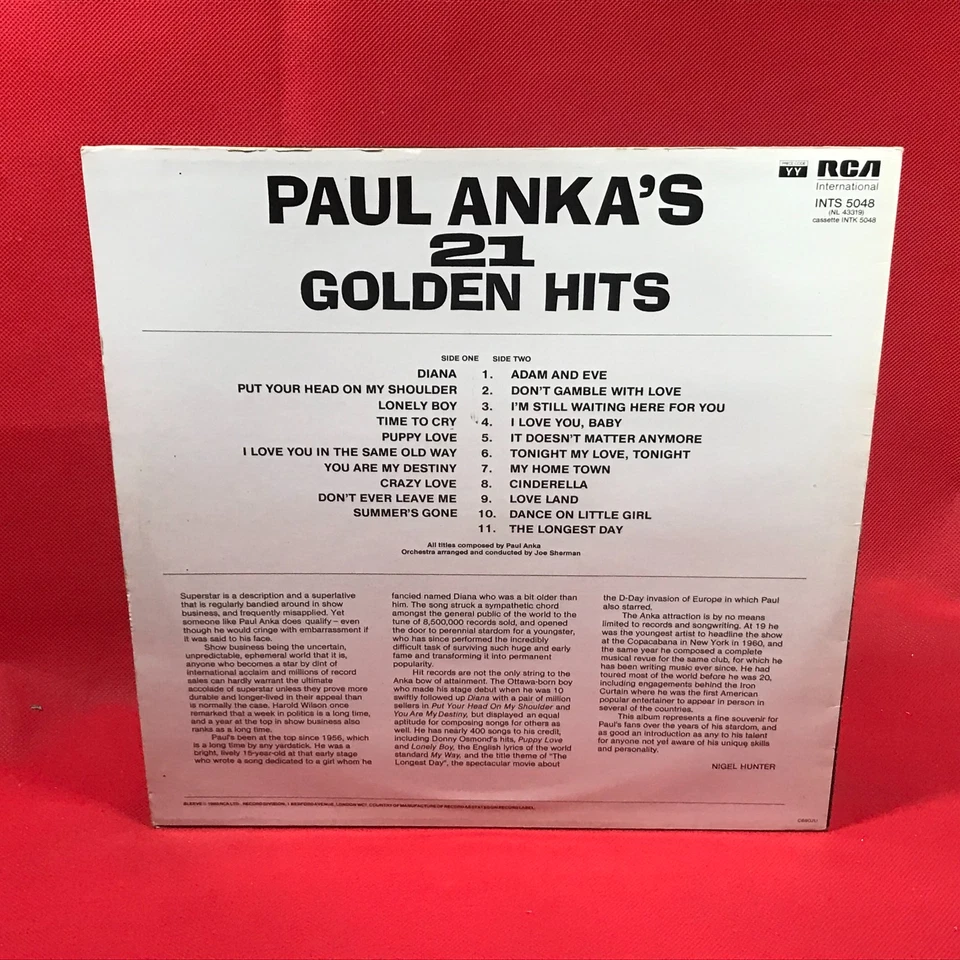 PRICE CODE
YY
RCA
International
INTS 5048
(NL 43319)
cassette INTK 5048
PAUL ANKA'S
21
GOLDEN HITS
SIDE ONE SIDE TWO
DIANA 1. ADAM AND EVE
PUT YOUR HEAD ON MY SHOULDER 2. DON'T GAMBLE WITH LOVE
LONELY BOY 3. I'M STILL WAITING HERE FOR YOU
TIME TO CRY 4. I LOVE YOU, BABY
PUPPY LOVE 5. IT DOESN'T MATTER ANYMORE
I LOVE YOU IN THE SAME OLD WAY 6. TONIGHT MY LOVE, TONIGHT
YOU ARE MY DESTINY 7. MY HOME TOWN
CRAZY LOVE 8. CINDERELLA
DON'T EVER LEAVE ME 9. LOVE LAND
SUMMER'S GONE 10. DANCE ON LITTLE GIRL
11. THE LONGEST DAY
All titles composed by Paul Anka
Orchestra arranged and conducted by Joe Sherman
Superstar is a description and a superlative
that is regularly bandied around in show
business, and frequently misapplied. Yet
someone like Paul Anka does qualify – even
though he would cringe with embarrassment if
it was said to his face.
Show business being the uncertain,
unpredictable, ephemeral world that it is,
anyone who becomes a star by dint of
international acclaim and millions of record
sales can hardly warrant the ultimate
accolade of superstar unless they prove more
durable and longer-lived in their appeal than
is normally the case. Harold Wilson once
remarked that a week in politics is a long time,
and a year at the top in show business also
ranks as a long time.
Paul's been at the top since 1956, which
is a long time by any yardstick. He was a
bright, lively 15-year-old at that early stage
who wrote a song dedicated to a girl whom he
fancied named Diana who was a bit older than
him. The song struck a sympathetic chord
amongst the general public of the world to the
tune of 8,500,000 records sold, and opened
the door to perennial stardom for a youngster,
who has since performed the incredibly
difficult task of surviving such huge and early
fame and transforming it into permanent
popularity.
Hit records are not the only string to the
Anka bow of attainment. The Ottawa-born boy
who made his stage debut when he was 10
swiftly followed up Diana with a pair of million
sellers in Put Your Head On My Shoulder and
You Are My Destiny, but displayed an equal
aptitude for composing songs for others as
well. He has nearly 400 songs to his credit,
including Donny Osmond's hits, Puppy Love
and Lonely Boy, the English lyrics of the world
standard My Way, and the title theme of "The
Longest Day", the spectacular movie about
the D-Day invasion of Europe in which Paul
also starred.
The Anka attraction is by no means
limited to records and songwriting. At 19 he
was the youngest artist to headline the show
at the Copacabana in New York in 1960, and
the same year he composed a complete
musical revue for the same club, for which he
has been writing music ever since. He had
toured most of the world before he was 20,
including engagements behind the Iron
Curtain where he was the first American
popular entertainer to appear in person in
several of the countries.
This album represents a fine souvenir for
Paul's fans over the years of his stardom, and
as good an introduction as any to his talent
for anyone not yet aware of his unique skills
and personality.
NIGEL HUNTER
RECORD DIVISION, 1 BEDFORD AVENUE, LONDON WC1. COUNTRY OF MANUFACTURE OF RECORD AS STATED ON RECORD LABEL.